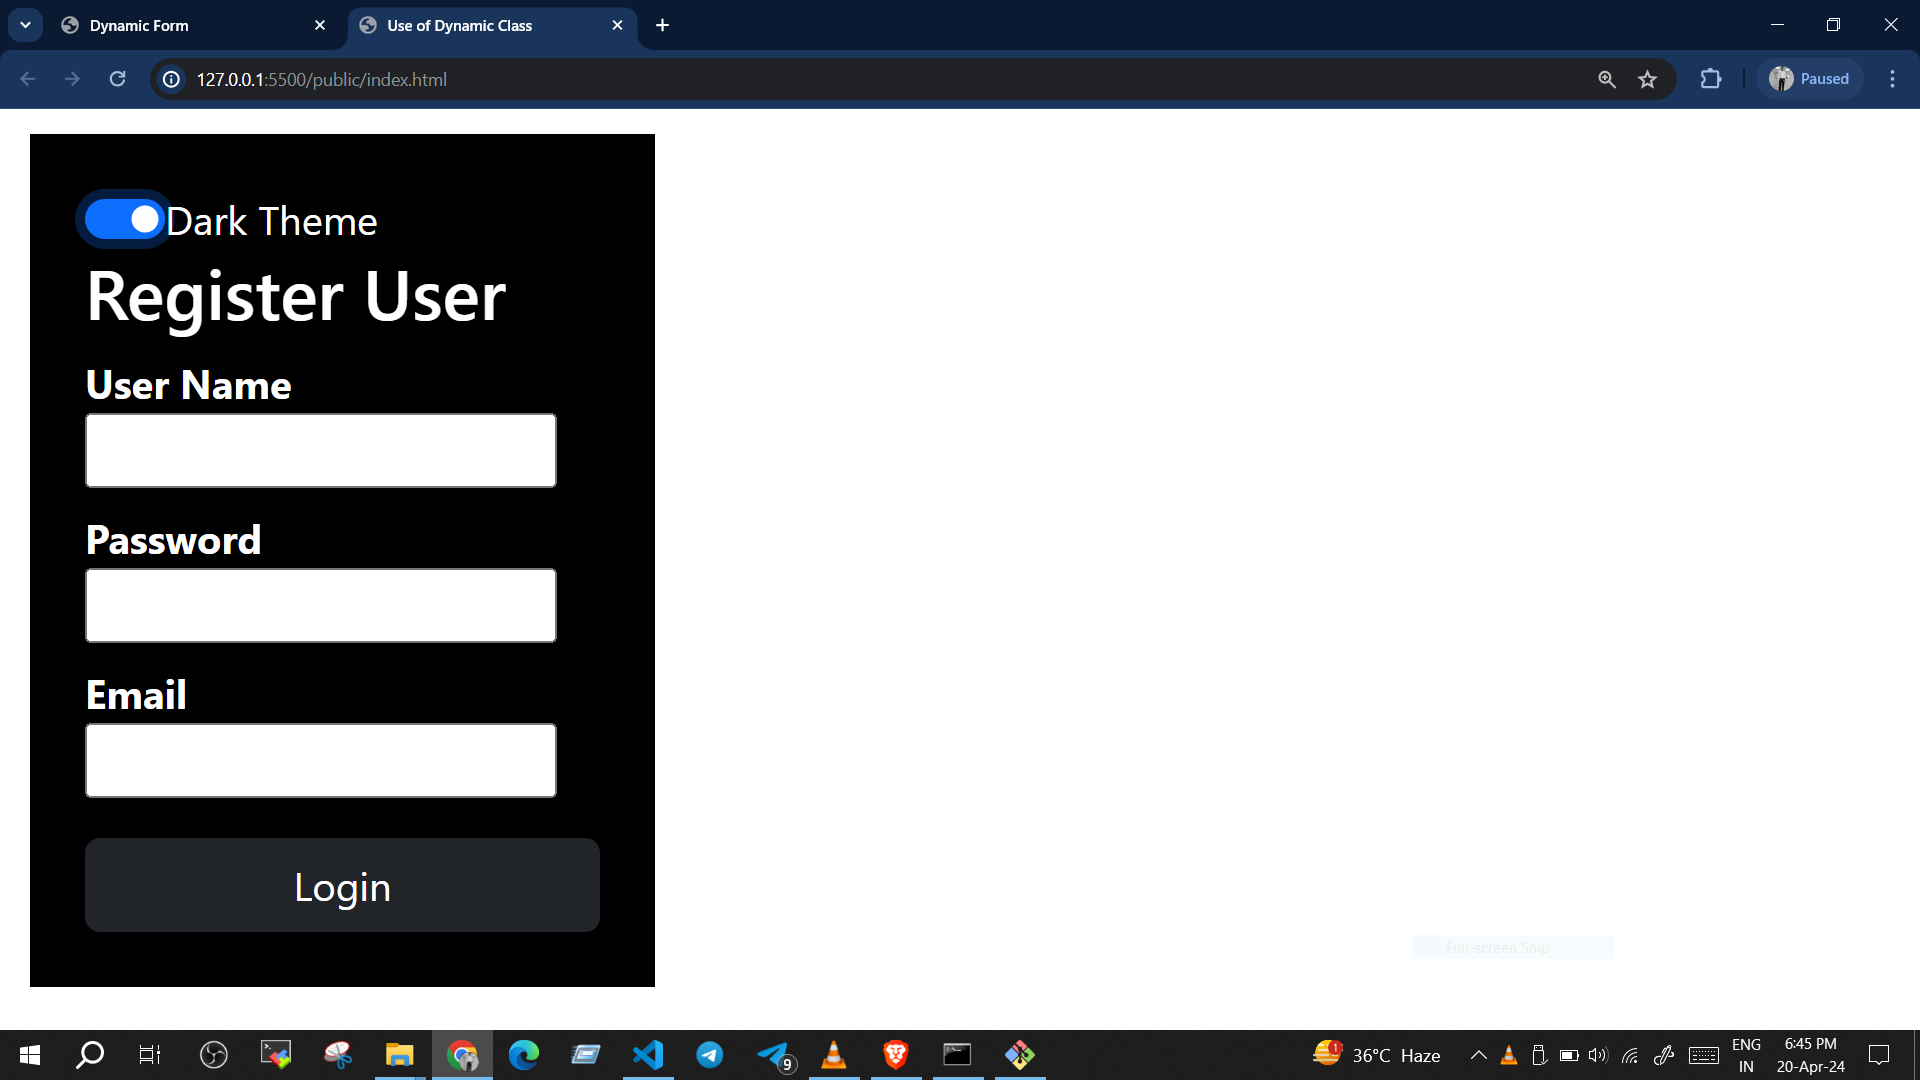 Dynamic Form
Use of Dynamic Class
127.0.0.1:5500/public/index.html
Paused
Dark Theme
Register User
User Name
Password
Email
Login
Full-screen Snip
9
1
36°C Haze
ENG
IN
6:45 PM
20-Apr-24